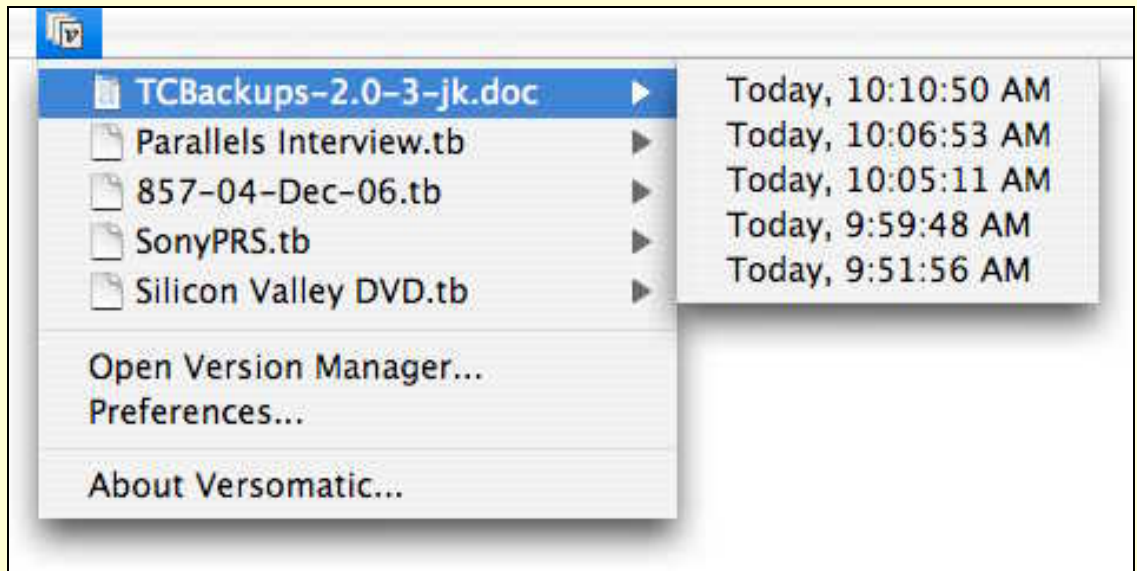 TCBackups-2.0-3-jk.doc
Parallels Interview.tb
857-04-Dec-06.tb
SonyPRS.tb
Silicon Valley DVD.tb
Open Version Manager...
Preferences...
About Versomatic...
Today, 10:10:50 AM
Today, 10:06:53 AM
Today, 10:05:11 AM
Today, 9:59:48 AM
Today, 9:51:56 AM